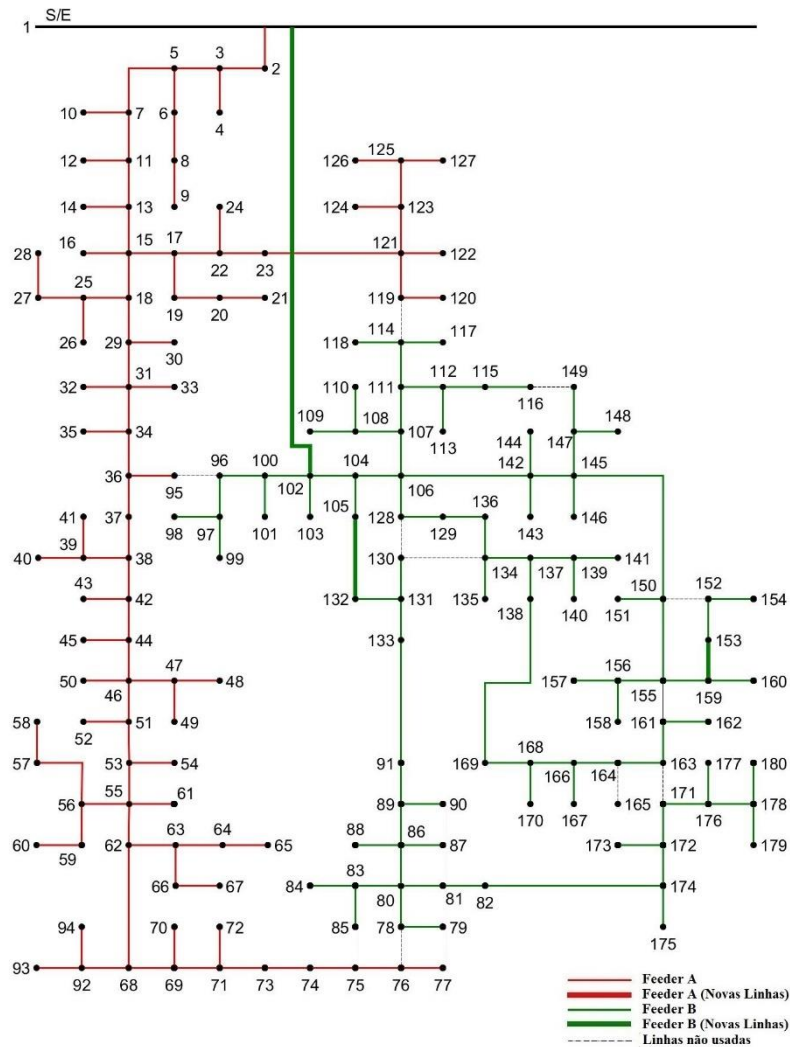 S/E
1
5 3
2
10 7 6 4
125
12 11 8 126 127
9
14 13 24 124 123
28 16 15 17 121
22 23 122
25
27 18 19 20 21 119 120
114
26 29 30 118 117
31 110 111 112 115 149
32 33 116
109 113 144 148
35 34 108 107 142 147 145
96 100 104
36 95 102 106 136
41 37 98 97 101 103 105 128 129 143 146
39 99
40 38 130 134 137 139 141
43 150 152
42 132 131 135 138 140 151 154
45 44 133 153
47 156
50 48 157 155 160
46 159
58 52 51 49 158 161 162
168
57 53 54 91 169 166 164 163 177 180
55 61 171
56 89 90 170 167 165 176 178
63 64 88 86
60 59 62 65 87 173 172 179
83
66 67 84 80 81 82 174
94 70 72 85 78 79
175
93 92 68 69 71 73 74 75 76 77
Feeder A
Feeder A (Novas Linhas)
Feeder B
Feeder B (Novas Linhas)
Linhas não usadas